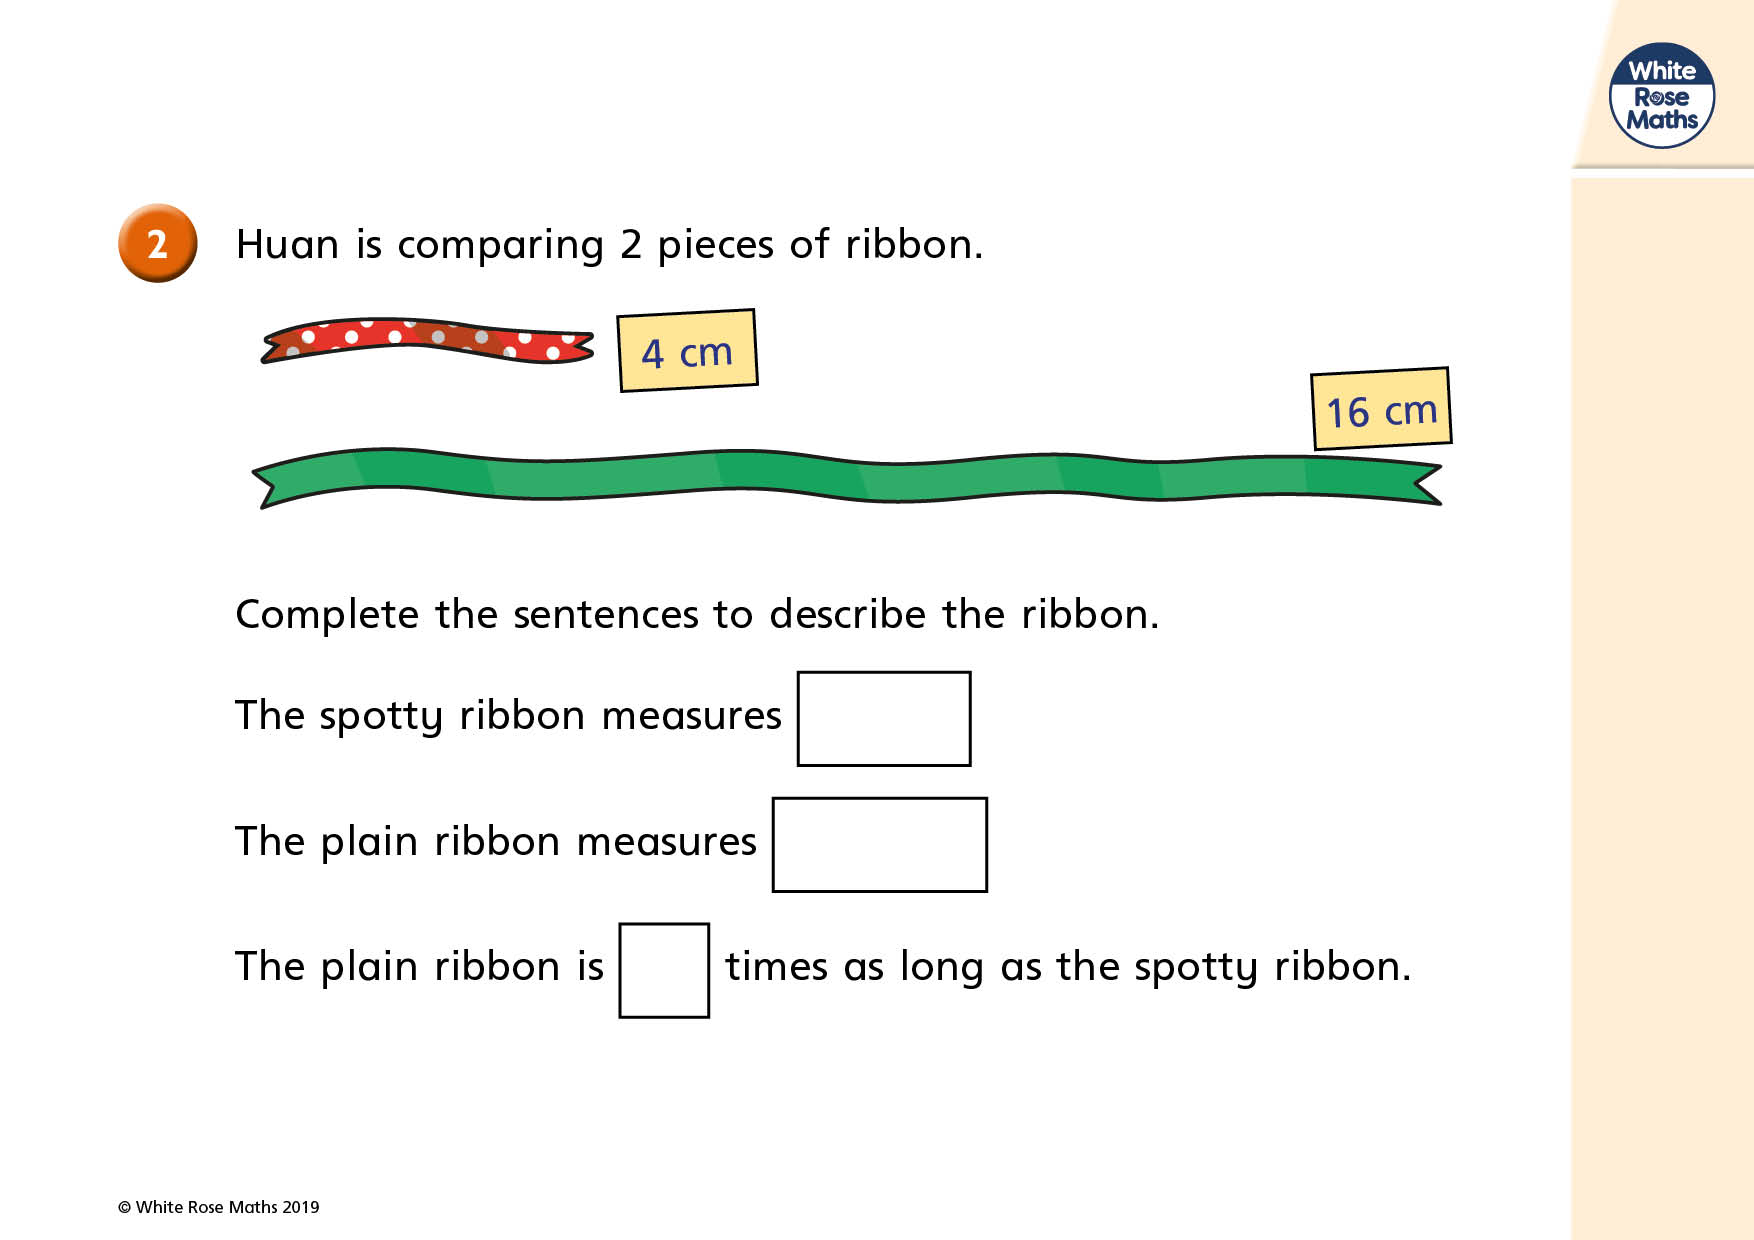 White
Rose
Maths
2 Huan is comparing 2 pieces of ribbon.
4 cm
16 cm
Complete the sentences to describe the ribbon.
The spotty ribbon measures
The plain ribbon measures
The plain ribbon is times as long as the spotty ribbon.
© White Rose Maths 2019